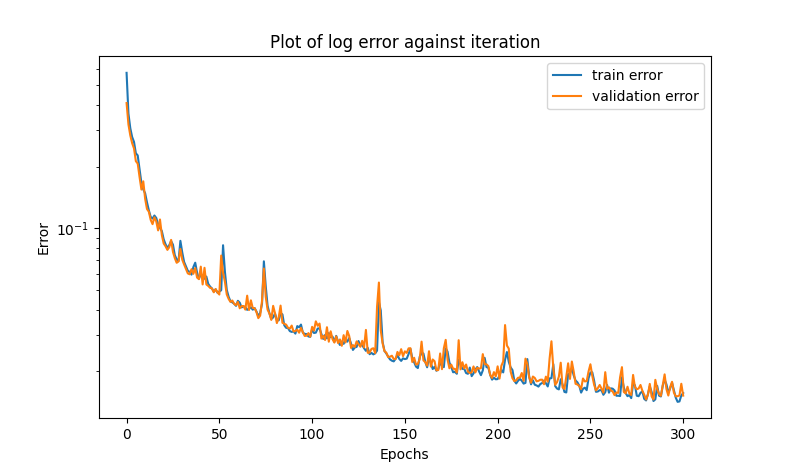 Plot of log error against iteration
train error
validation error
Error
10⁻¹
0 50 100 150 200 250 300
Epochs